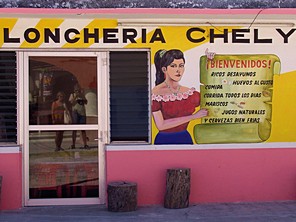 LONCHERIA CHELY
¡BIENVENIDOS!
RICOS DESAYUNOS
HUEVOS AL GUSTO
COMIDA
CORRIDA TODOS LOS DIAS
MARISCOS
JUGOS NATURALES
Y CERVEZAS BIEN FRIAS